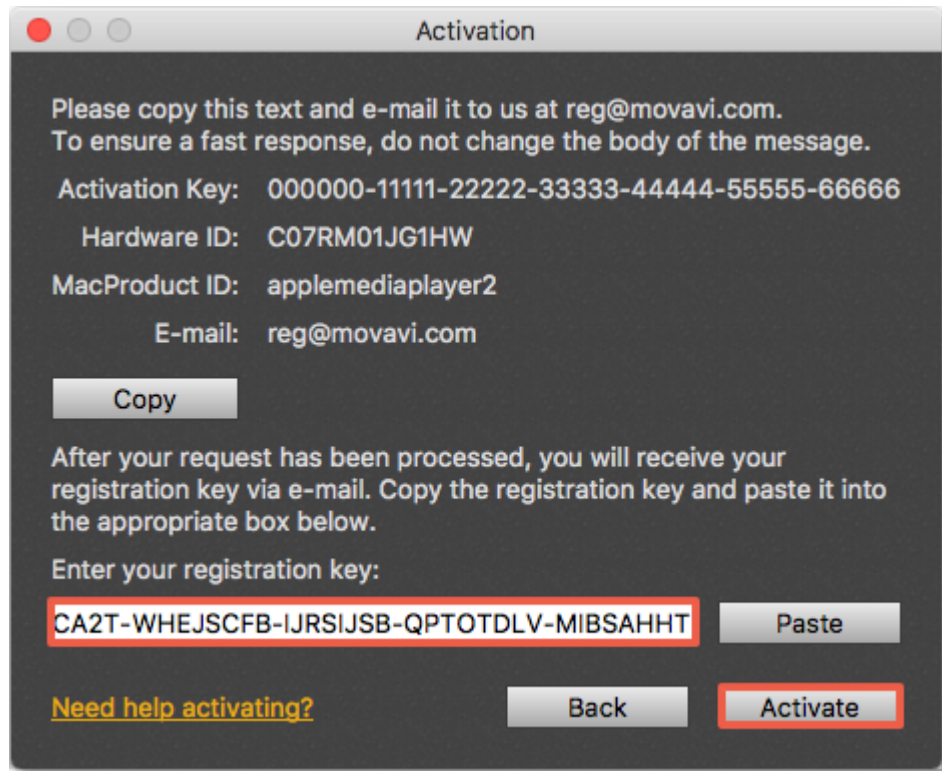 Activation
Please copy this text and e-mail it to us at reg@movavi.com.
To ensure a fast response, do not change the body of the message.
Activation Key: 000000-11111-22222-33333-44444-55555-66666
Hardware ID: C07RM01JG1HW
MacProduct ID: applemediaplayer2
E-mail: reg@movavi.com
Copy
After your request has been processed, you will receive your
registration key via e-mail. Copy the registration key and paste it into
the appropriate box below.
Enter your registration key:
CA2T-WHEJSCFB-IJRSIJSB-QPTOTDLV-MIBSAHHT Paste
Need help activating? Back Activate